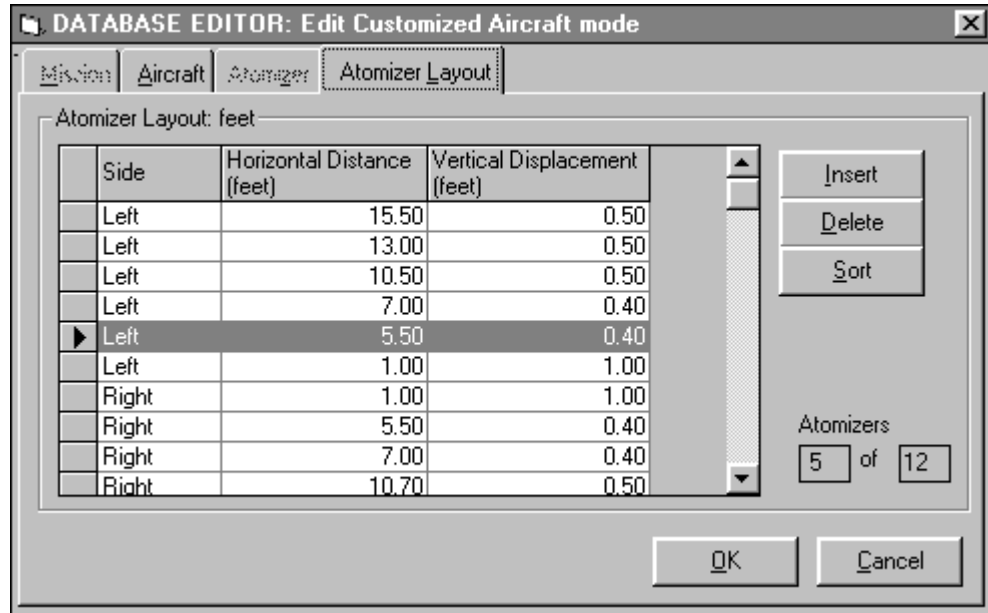 DATABASE EDITOR: Edit Customized Aircraft mode
Mission Aircraft Atomizer Atomizer Layout
Atomizer Layout: feet
Side Horizontal Distance (feet) Vertical Displacement (feet)
Left 15.50 0.50
Left 13.00 0.50
Left 10.50 0.50
Left 7.00 0.40
Left 5.50 0.40
Left 1.00 1.00
Right 1.00 1.00
Right 5.50 0.40
Right 7.00 0.40
Right 10.70 0.50
Insert
Delete
Sort
Atomizers
5 of 12
OK Cancel